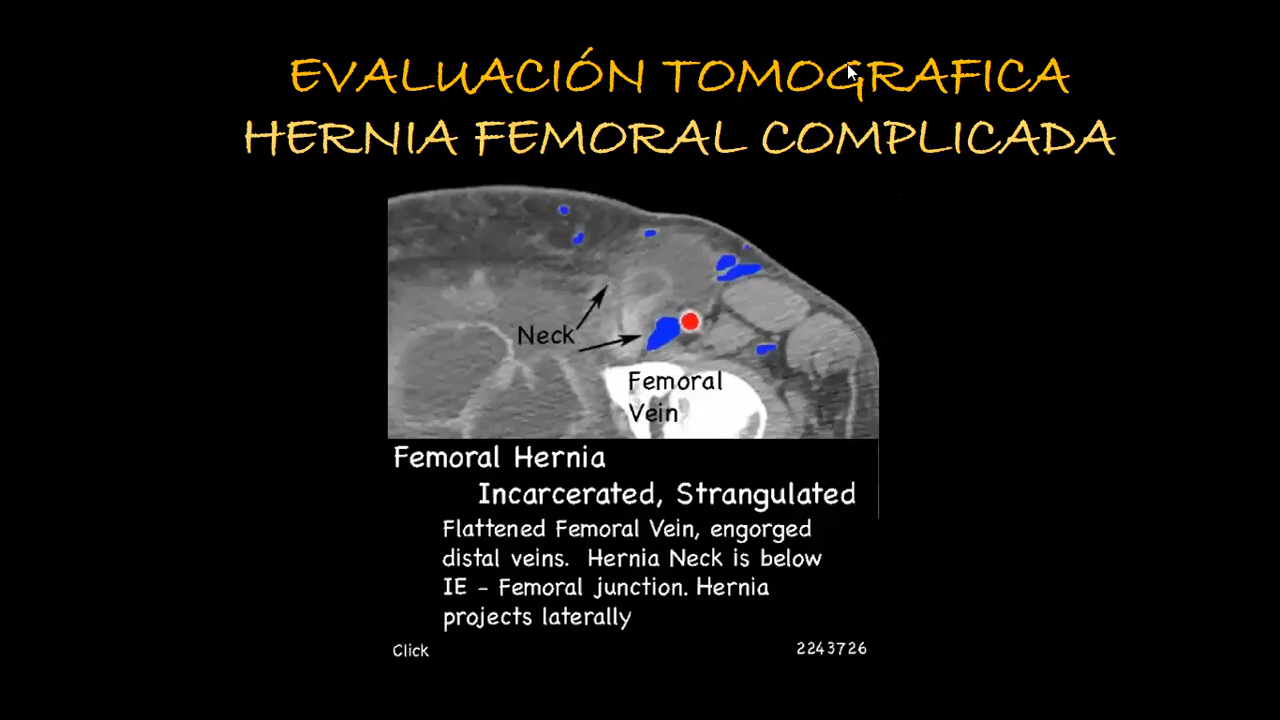 EVALUACIÓN TOMOGRAFICA
HERNIA FEMORAL COMPLICADA
Neck
Femoral
Vein
Femoral Hernia
Incarcerated, Strangulated
Flattened Femoral Vein, engorged
distal veins. Hernia Neck is below
IE - Femoral junction. Hernia
projects laterally
Click
2243726